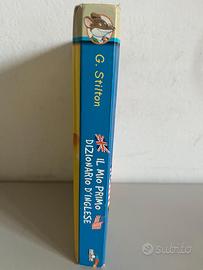 G. Stilton
IL MIO PRIMO
DIZIONARIO D'INGLESE
subito